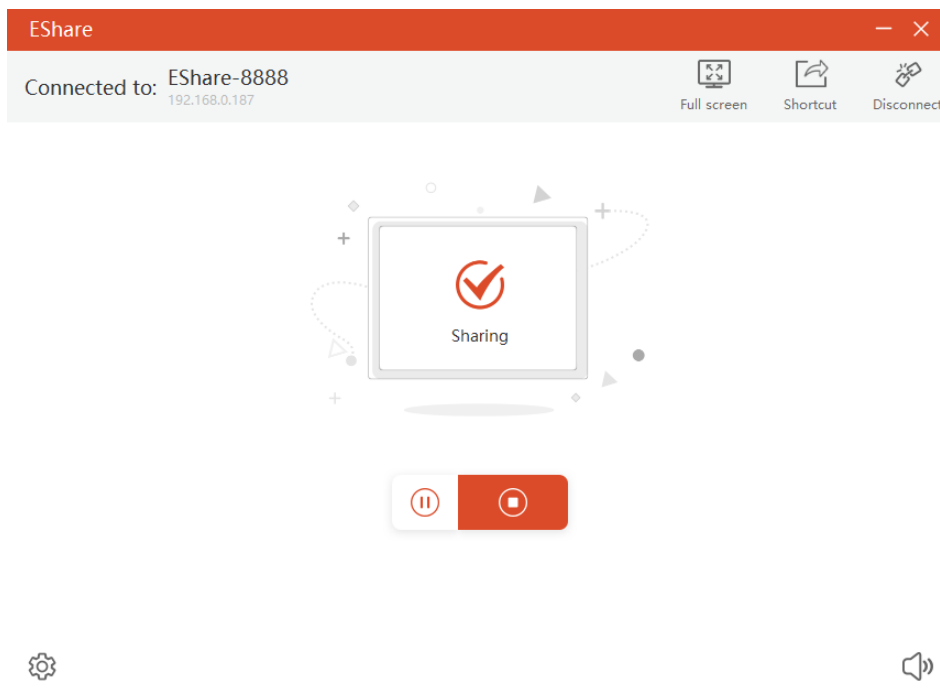 EShare
Connected to: EShare-8888
192.168.0.187
Full screen
Shortcut
Disconnect
Sharing